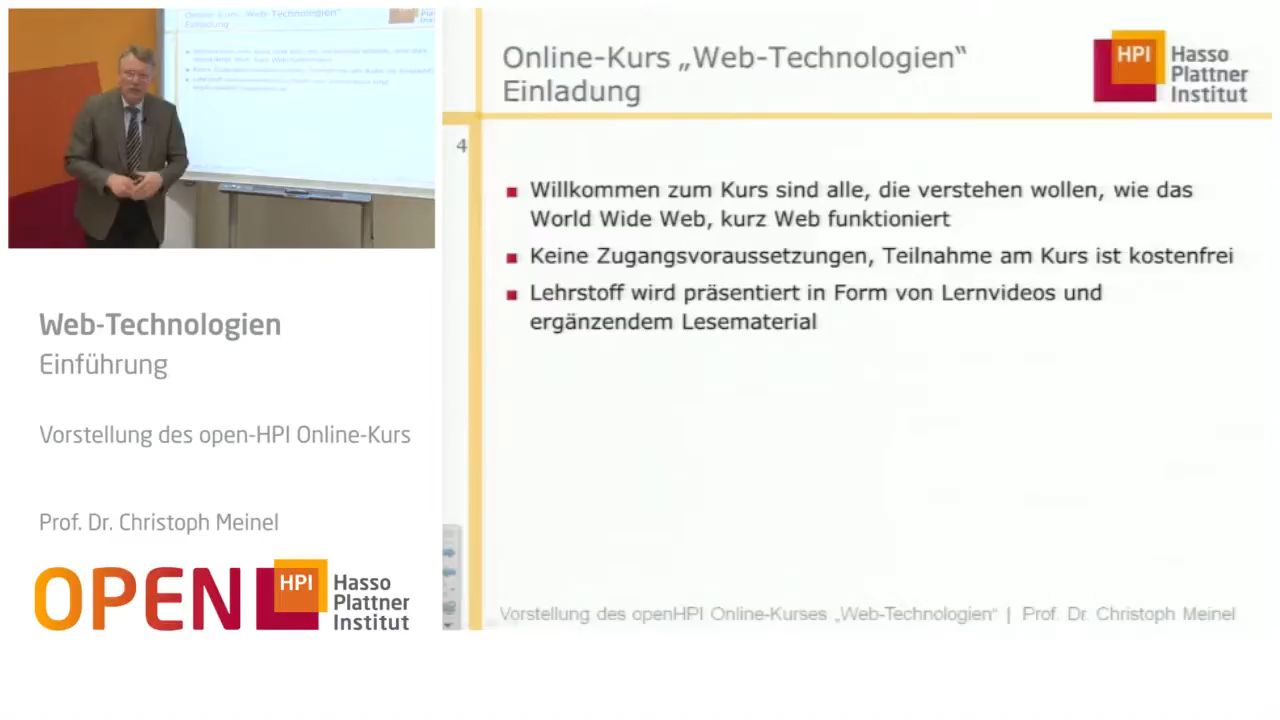 Online-Kurs „Web-Technologien“
Einladung
HPI
Hasso
Plattner
Institut
4
Willkommen zum Kurs sind alle, die verstehen wollen, wie das
World Wide Web, kurz Web funktioniert
Keine Zugangsvoraussetzungen, Teilnahme am Kurs ist kostenfrei
Lehrstoff wird präsentiert in Form von Lernvideos und
ergänzendem Lesematerial
Vorstellung des openHPI Online-Kurses „Web-Technologien“ | Prof. Dr. Christoph Meinel
Web-Technologien
Einführung
Vorstellung des open-HPI Online-Kurs
Prof. Dr. Christoph Meinel
OPEN HPI
Hasso
Plattner
Institut